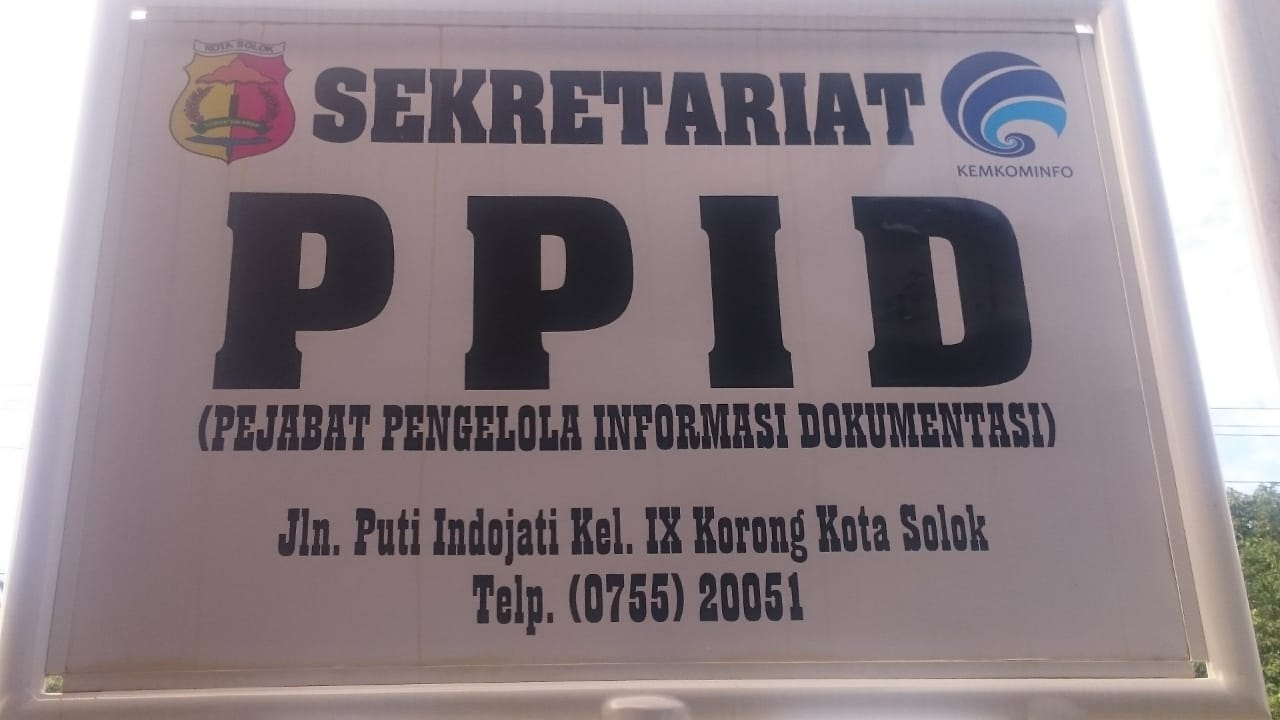 KOTA SOLOK
SEKRETARIAT
KEMKOMINFO
PPID
(PEJABAT PENGELOLA INFORMASI DOKUMENTASI)
Jln. Puti Indojati Kel. IX Korong Kota Solok
Telp. (0755) 20051